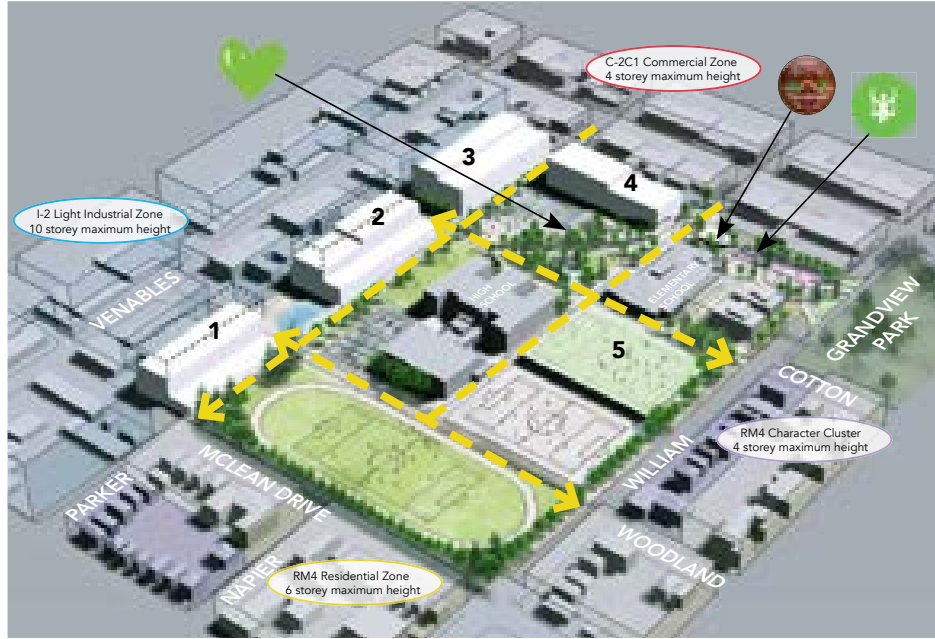 C-2C1 Commercial Zone
4 storey maximum height
3
4
I-2 Light Industrial Zone
10 storey maximum height
2
VENABLES
HIGH
SCHOOL
ELEMENTARY
SCHOOL
1
5
GRANDVIEW
PARK
COTTON
RM4 Character Cluster
4 storey maximum height
WILLIAM
MCLEAN DRIVE
PARKER
WOODLAND
NAPIER
RM4 Residential Zone
6 storey maximum height